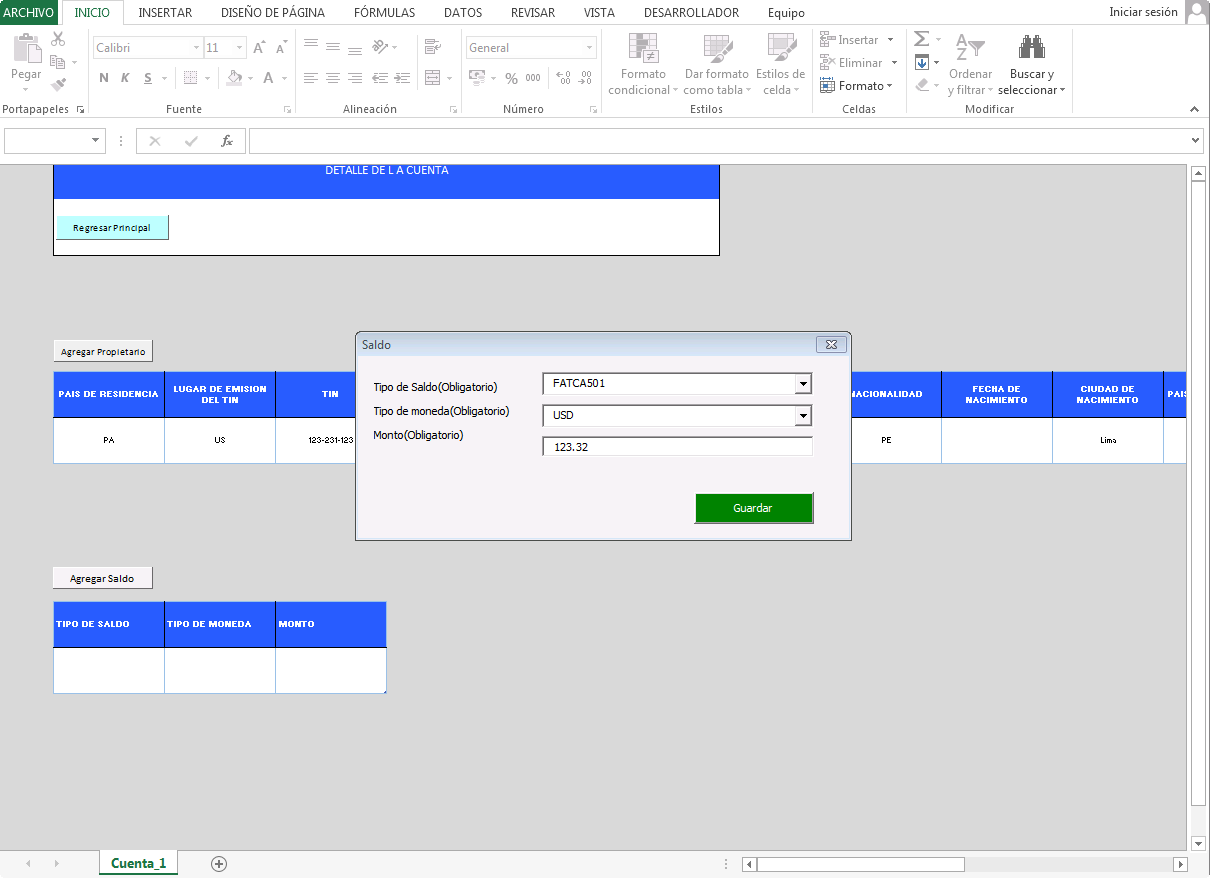 ARCHIVO INICIO INSERTAR DISEÑO DE PÁGINA FÓRMULAS DATOS REVISAR VISTA DESARROLLADOR Equipo Iniciar sesión
Pegar
Calibri 11
N K S A
General
% 000
Formato condicional
Dar formato como tabla
Estilos de celda
Insertar
Eliminar
Formato
Ordenar y filtrar
Buscar y seleccionar
Portapapeles Fuente Alineación Número Estilos Celdas Modificar
fx
DETALLE DE L A CUENTA
Regresar Principal
Agregar Propietario
PAIS DE RESIDENCIA LUGAR DE EMISION DEL TIN TIN ACIONALIDAD FECHA DE NACIMIENTO CIUDAD DE NACIMIENTO PAIS
PA US 123-231-123 PE Lima
Saldo
Tipo de Saldo(Obligatorio) FATCA501
Tipo de moneda(Obligatorio) USD
Monto(Obligatorio) 123.32
Guardar
Agregar Saldo
TIPO DE SALDO TIPO DE MONEDA MONTO
Cuenta_1